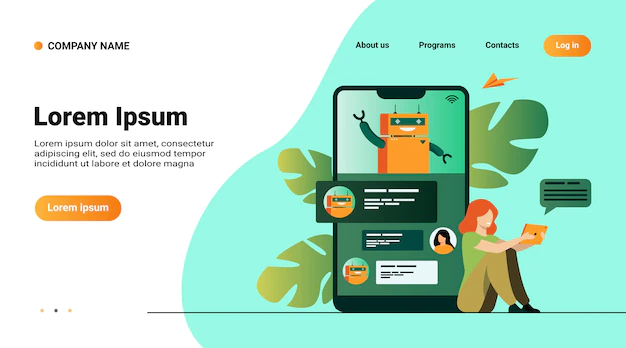 COMPANY NAME
About us
Programs
Contacts
Log in
Lorem Ipsum
Lorem ipsum dolor sit amet, consectetur
adipiscing elit, sed do eiusmod tempor
incididunt ut labore et dolore magna
Lorem ipsum